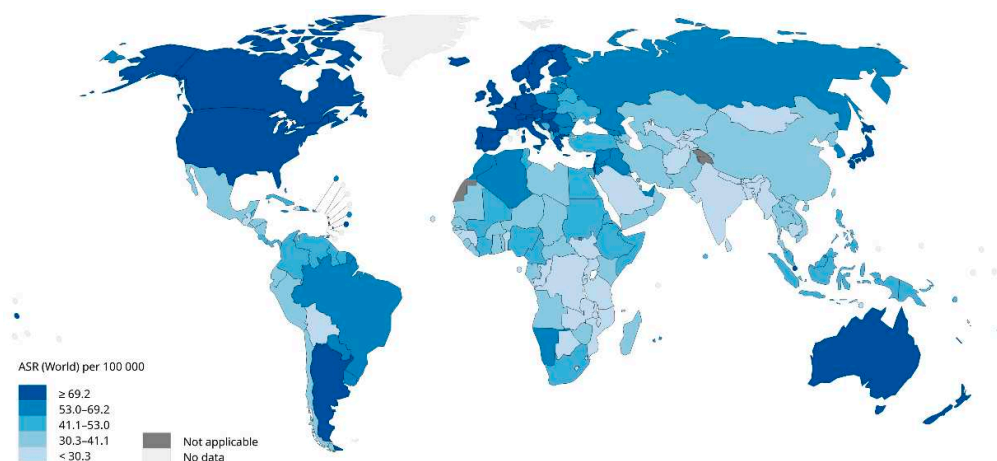 ASR (World) per 100 000
≥ 69.2
53.0–69.2
41.1–53.0
30.3–41.1
< 30.3
Not applicable
No data